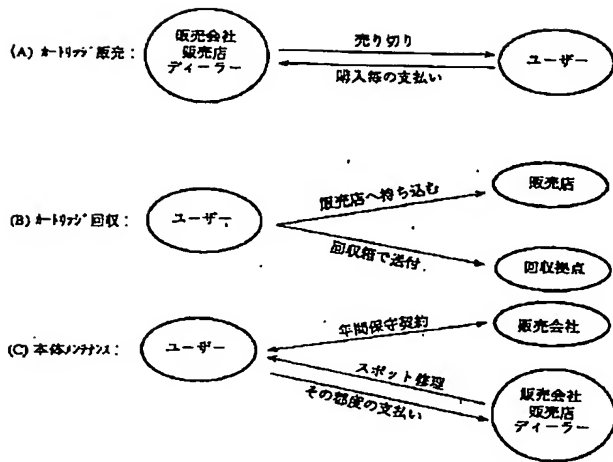 (A) カートリッジ販売:
販売会社
販売店
ディーラー
売り切り
購入毎の支払い
ユーザー
(B) カートリッジ回収:
ユーザー
販売店へ持ち込む
回収箱で送付
販売店
回収拠点
(C) 本体メンテナンス:
ユーザー
年間保守契約
スポット修理
その都度の支払い
販売会社
販売会社
販売店
ディーラー